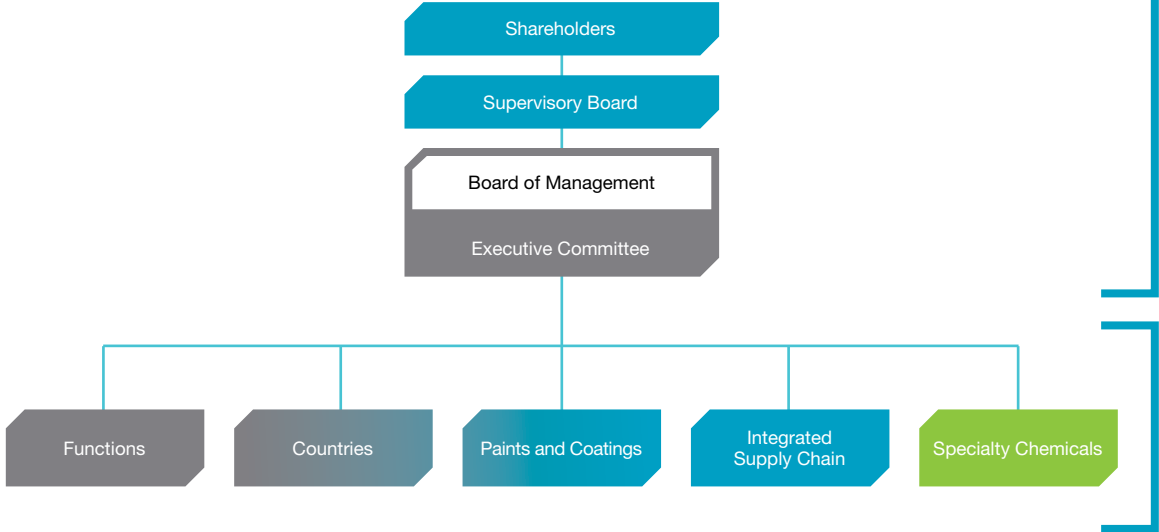 Shareholders
Supervisory Board
Board of Management
Executive Committee
Functions
Countries
Paints and Coatings
Integrated
Supply Chain
Specialty Chemicals